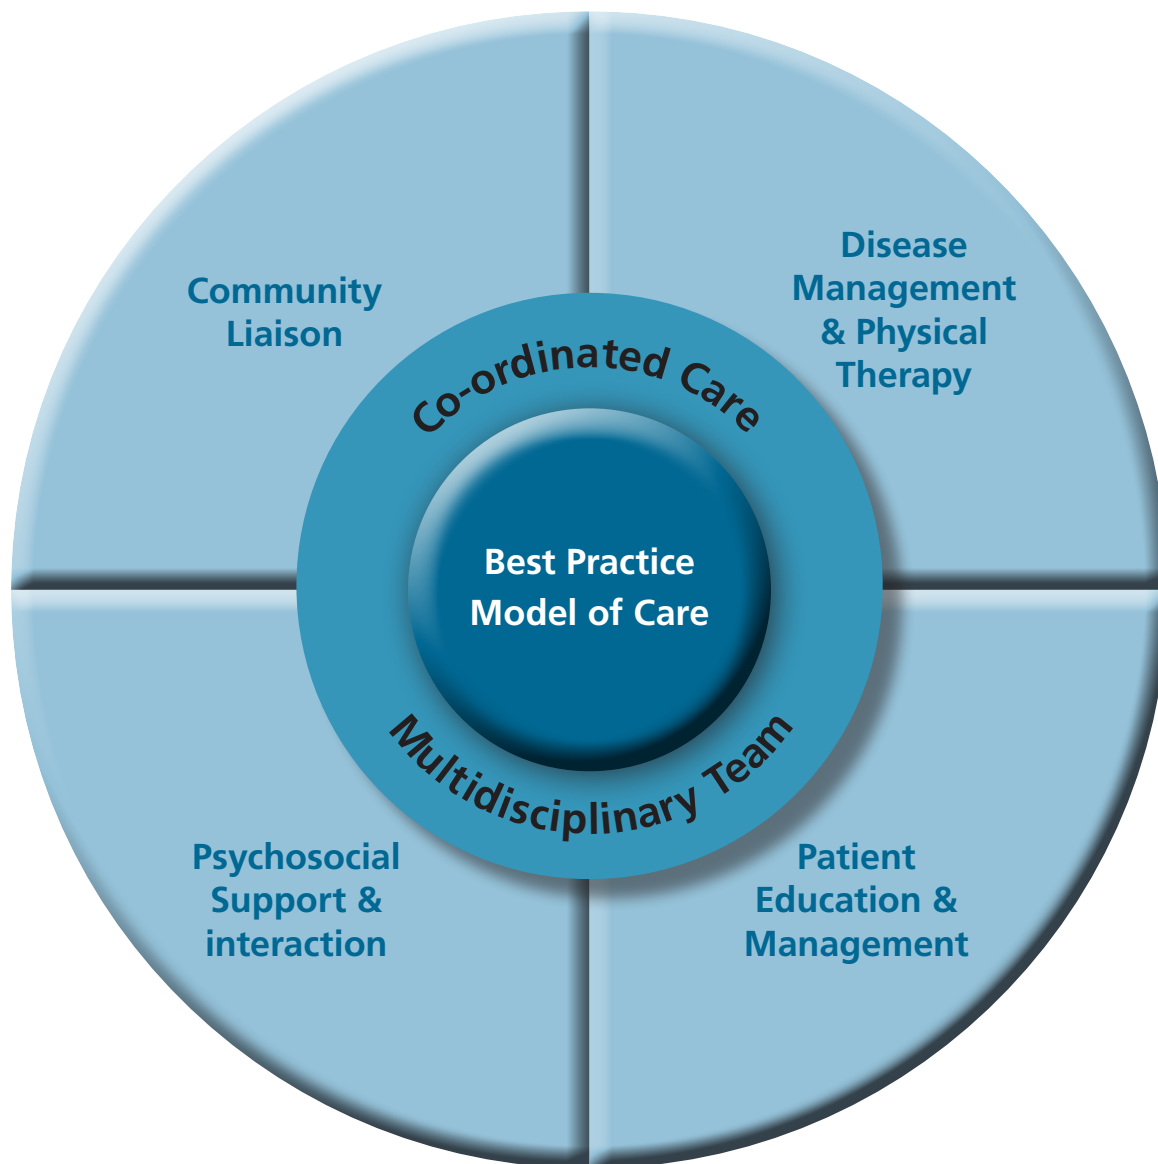 Community
Liaison
Disease
Management
& Physical
Therapy
Co-ordinated Care
Best Practice
Model of Care
Multidisciplinary Team
Psychosocial
Support &
interaction
Patient
Education &
Management